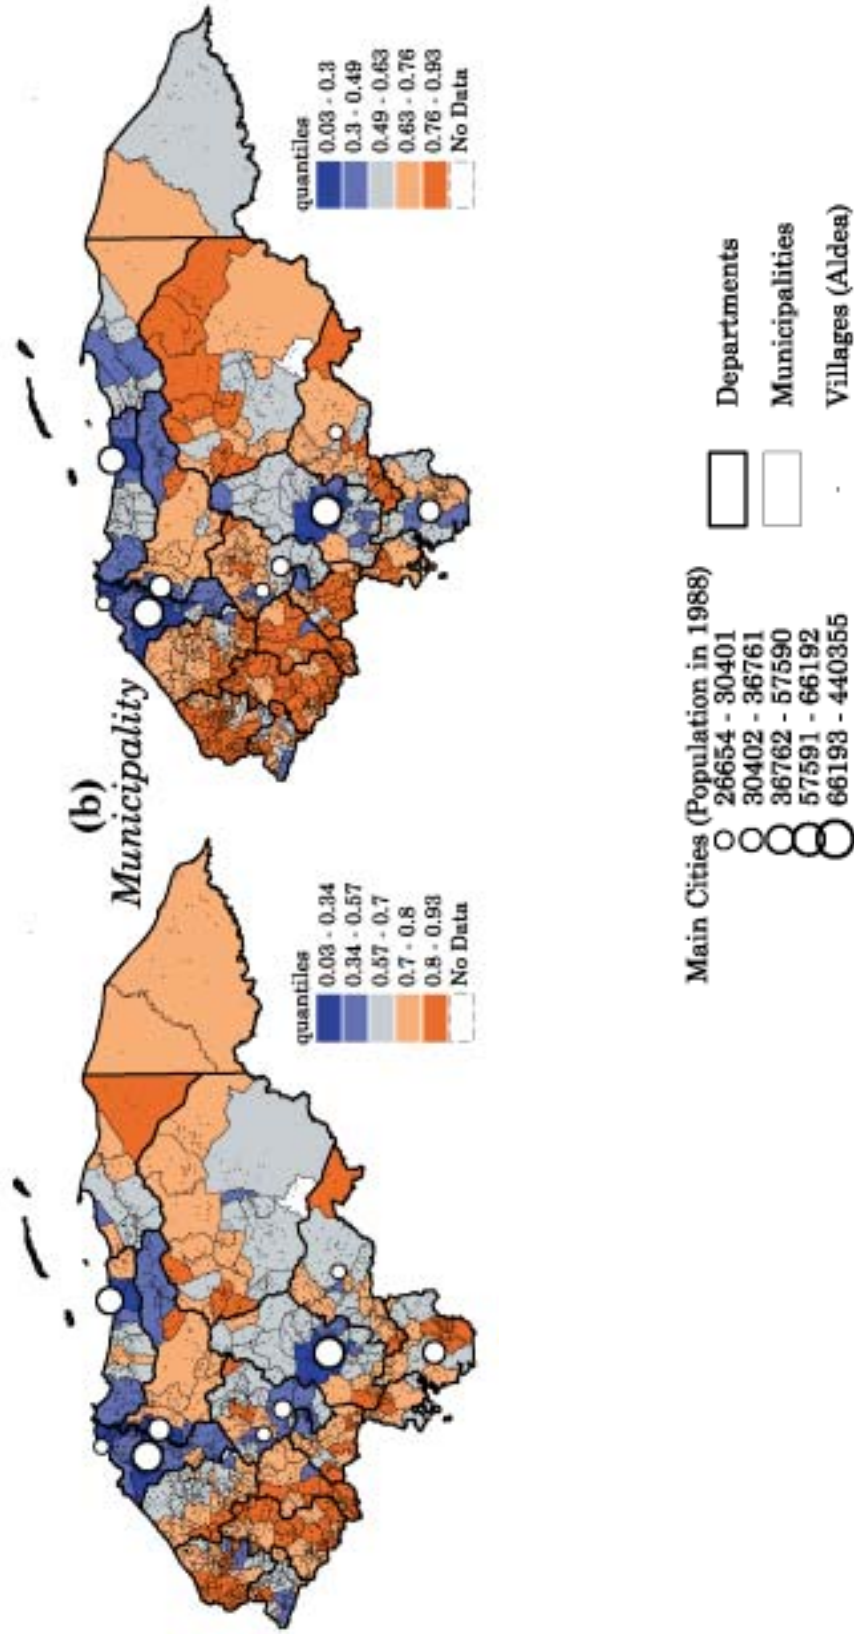 (b)
Municipality
quantiles
0.03 - 0.34
0.34 - 0.57
0.57 - 0.7
0.7 - 0.8
0.8 - 0.93
No Data
quantiles
0.03 - 0.3
0.3 - 0.49
0.49 - 0.63
0.63 - 0.76
0.76 - 0.93
No Data
Main Cities (Population in 1988)
26654 - 30401
30402 - 36761
36762 - 57590
57591 - 66192
66193 - 440355
Departments
Municipalities
Villages (Aldea)